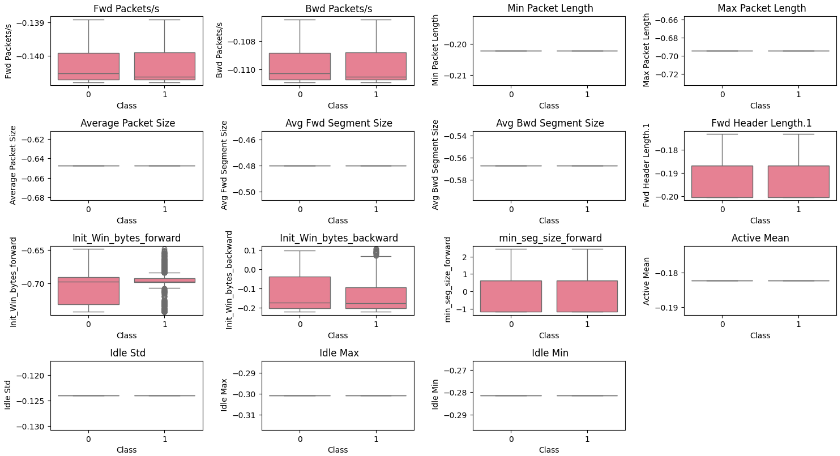 Fwd Packets/s
Fwd Packets/s
−0.139
−0.140
0 1
Class
Bwd Packets/s
Bwd Packets/s
−0.108
−0.110
0 1
Class
Min Packet Length
Min Packet Length
−0.20
−0.21
0 1
Class
Max Packet Length
Max Packet Length
−0.66
−0.68
−0.70
−0.72
0 1
Class
Average Packet Size
Average Packet Size
−0.62
−0.64
−0.66
−0.68
0 1
Class
Avg Fwd Segment Size
Avg Fwd Segment Size
−0.46
−0.48
−0.50
0 1
Class
Avg Bwd Segment Size
Avg Bwd Segment Size
−0.54
−0.56
−0.58
0 1
Class
Fwd Header Length.1
Fwd Header Length.1
−0.18
−0.19
−0.20
0 1
Class
Init_Win_bytes_forward
Init_Win_bytes_forward
−0.65
−0.70
0 1
Class
Init_Win_bytes_backward
Init_Win_bytes_backward
0.1
0.0
−0.1
−0.2
0 1
Class
min_seg_size_forward
min_seg_size_forward
2
1
0
−1
0 1
Class
Active Mean
Active Mean
−0.18
−0.19
0 1
Class
Idle Std
Idle Std
−0.120
−0.125
−0.130
0 1
Class
Idle Max
Idle Max
−0.29
−0.30
−0.31
0 1
Class
Idle Min
Idle Min
−0.27
−0.28
−0.29
0 1
Class